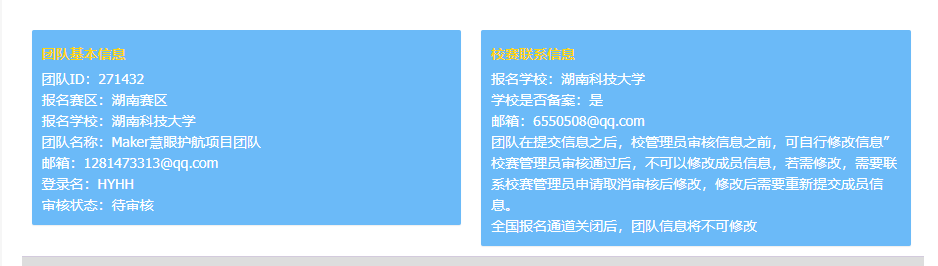 团队基本信息
团队ID：271432
报名赛区：湖南赛区
报名学校：湖南科技大学
团队名称：Maker慧眼护航项目团队
邮箱：1281473313@qq.com
登录名：HYHH
审核状态：待审核
校赛联系信息
报名学校：湖南科技大学
学校是否备案：是
邮箱：6550508@qq.com
团队在提交信息之后，校管理员审核信息之前，可自行修改信息”
校赛管理员审核通过后，不可以修改成员信息，若需修改，需要联
系校赛管理员申请取消审核后修改，修改后需要重新提交成员信
息。
全国报名通道关闭后，团队信息将不可修改